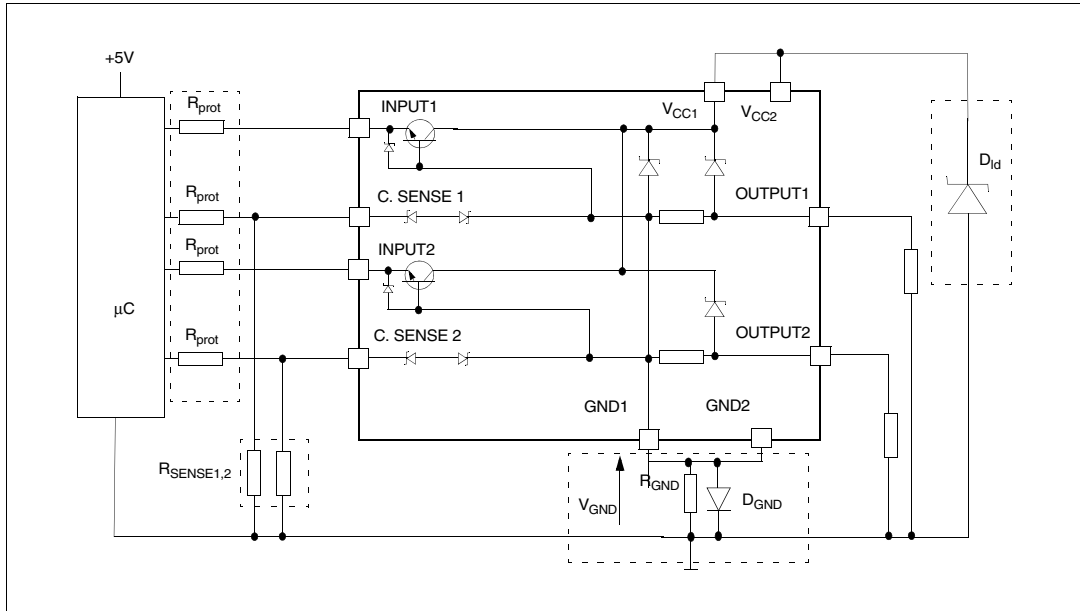 +5V
Rprot
INPUT1
VCC1
VCC2
Dld
Rprot
C. SENSE 1
OUTPUT1
Rprot
INPUT2
μC
Rprot
C. SENSE 2
OUTPUT2
GND1
GND2
RSENSE1,2
RGND
VGND
DGND